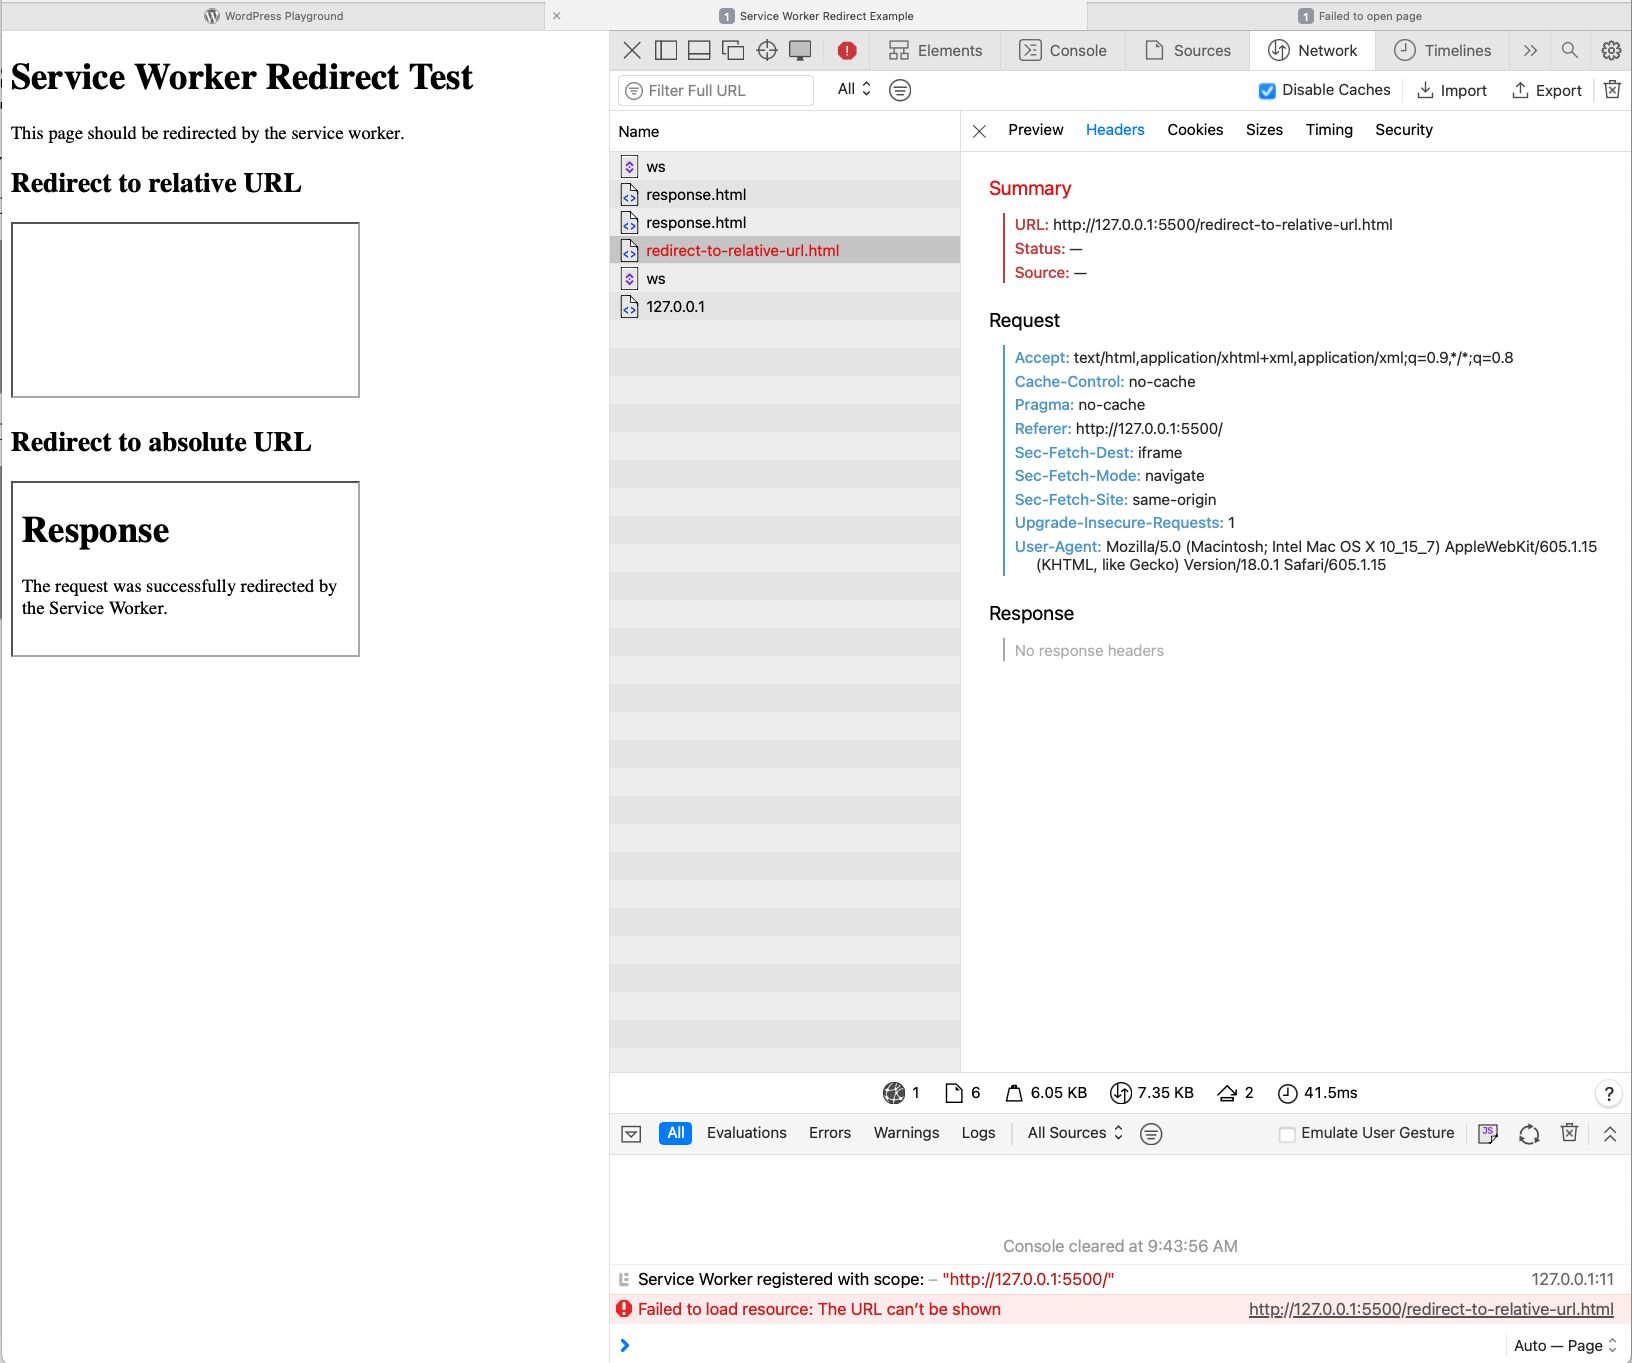 WordPress Playground
Service Worker Redirect Example
Failed to open page
Service Worker Redirect Test
This page should be redirected by the service worker.
Redirect to relative URL
Redirect to absolute URL
Response
The request was successfully redirected by
the Service Worker.
Elements
Console
Sources
Network
Timelines
Filter Full URL
All
Disable Caches
Import
Export
Name
ws
response.html
response.html
redirect-to-relative-url.html
ws
127.0.0.1
Preview
Headers
Cookies
Sizes
Timing
Security
Summary
URL: http://127.0.0.1:5500/redirect-to-relative-url.html
Status: —
Source: —
Request
Accept: text/html,application/xhtml+xml,application/xml;q=0.9,*/*;q=0.8
Cache-Control: no-cache
Pragma: no-cache
Referer: http://127.0.0.1:5500/
Sec-Fetch-Dest: iframe
Sec-Fetch-Mode: navigate
Sec-Fetch-Site: same-origin
Upgrade-Insecure-Requests: 1
User-Agent: Mozilla/5.0 (Macintosh; Intel Mac OS X 10_15_7) AppleWebKit/605.1.15
(KHTML, like Gecko) Version/18.0.1 Safari/605.1.15
Response
No response headers
1
6
6.05 KB
7.35 KB
2
41.5ms
?
All
Evaluations
Errors
Warnings
Logs
All Sources
Emulate User Gesture
Console cleared at 9:43:56 AM
Service Worker registered with scope: – "http://127.0.0.1:5500/"
127.0.0.1:11
Failed to load resource: The URL can’t be shown
http://127.0.0.1:5500/redirect-to-relative-url.html
Auto — Page